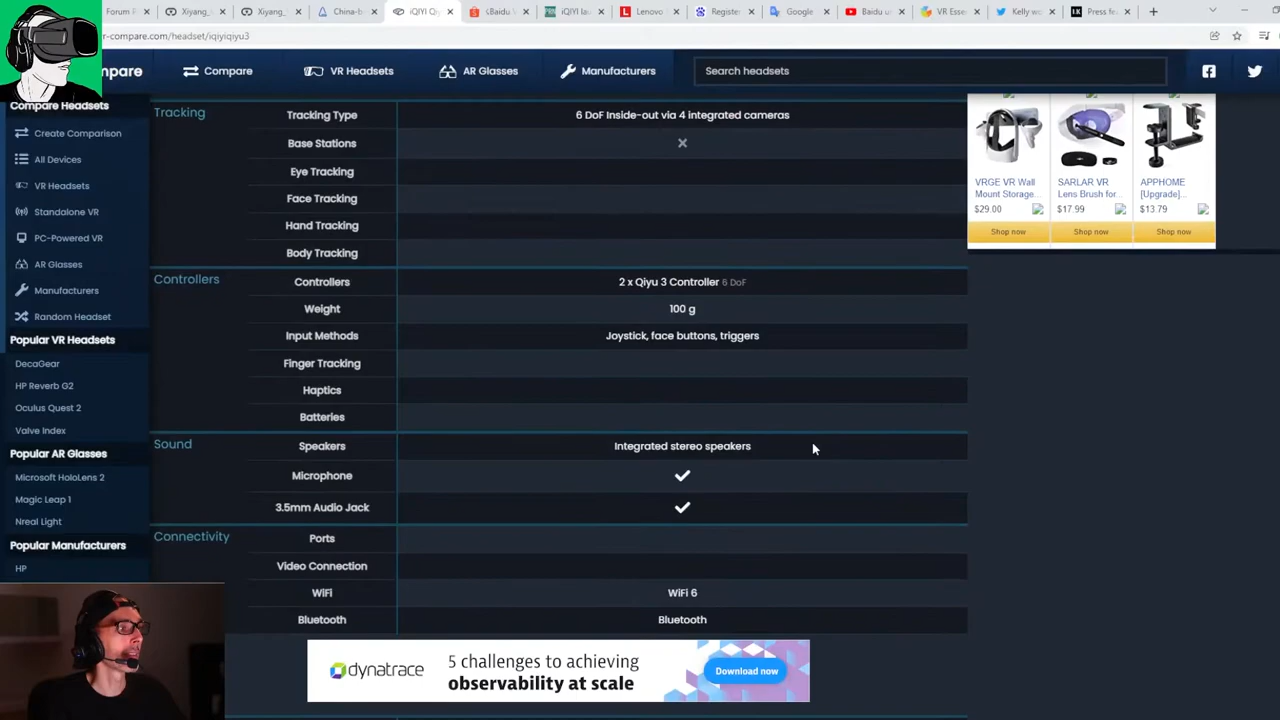 Forum P
Xiyang_
Xiyang_
China-b
iQIYI Qiy
(Baidu V
iQIYI lau
Lenovo
Register
Google
Baidu u
VR Esse
Kelly wo
Press fe
r-compare.com/headset/iqiyiqiyu3
mpare
Compare
VR Headsets
AR Glasses
Manufacturers
Search headsets
Compare Headsets
Create Comparison
All Devices
VR Headsets
Standalone VR
PC-Powered VR
AR Glasses
Manufacturers
Random Headset
Popular VR Headsets
DecaGear
HP Reverb G2
Oculus Quest 2
Valve Index
Popular AR Glasses
Microsoft HoloLens 2
Magic Leap 1
Nreal Light
Popular Manufacturers
HP
Tracking
Tracking Type 6 DoF Inside-out via 4 integrated cameras
Base Stations
Eye Tracking
Face Tracking
Hand Tracking
Body Tracking
Controllers
Controllers 2 x Qiyu 3 Controller 6 DoF
Weight 100 g
Input Methods Joystick, face buttons, triggers
Finger Tracking
Haptics
Batteries
Sound
Speakers Integrated stereo speakers
Microphone
3.5mm Audio Jack
Connectivity
Ports
Video Connection
WiFi WiFi 6
Bluetooth Bluetooth
VRGE VR Wall
Mount Storage...
$29.00
Shop now
SARLAR VR
Lens Brush for...
$17.99
Shop now
APPHOME
[Upgrade]...
$13.79
Shop now
dynatrace
5 challenges to achieving
observability at scale
Download now